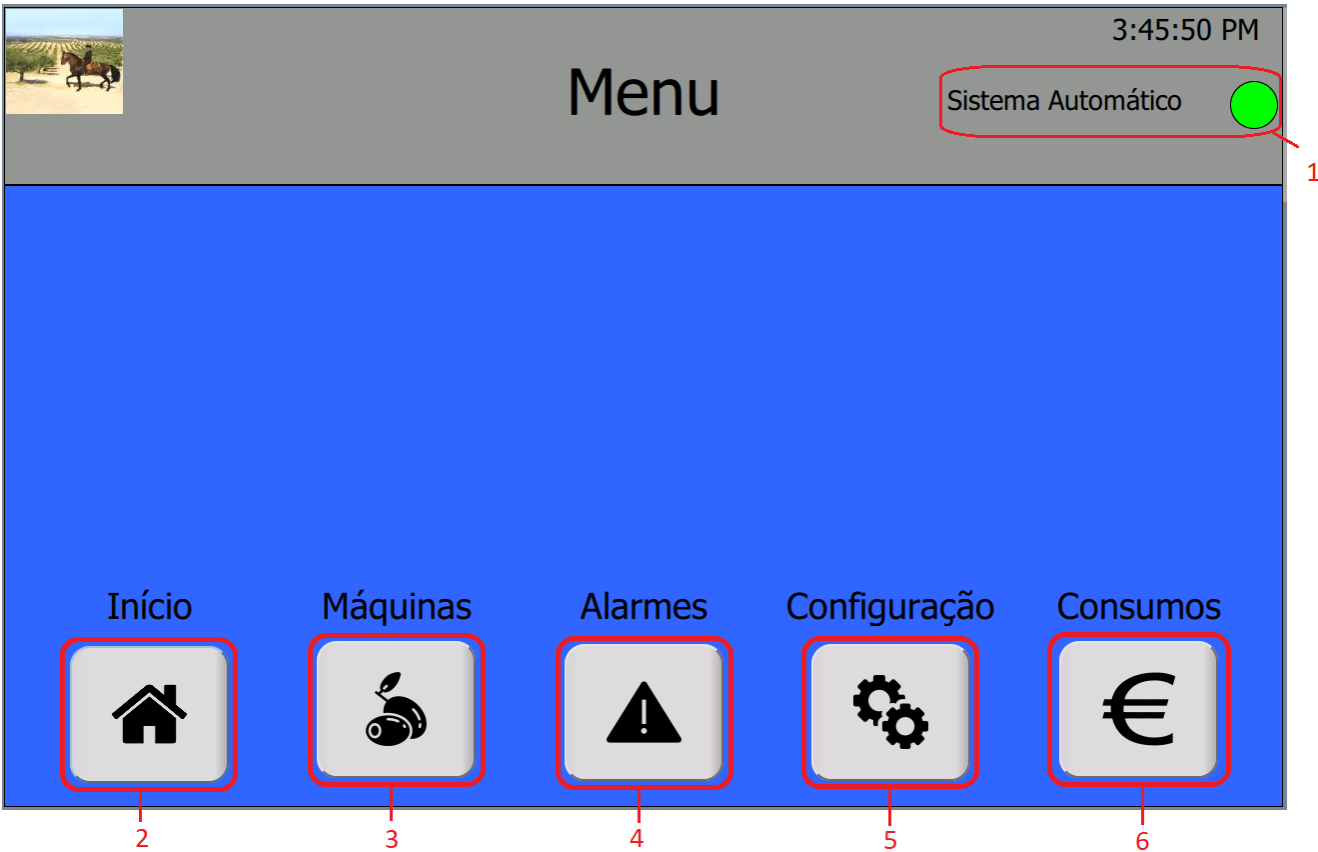 3:45:50 PM
Menu
Sistema Automático
1
Início Máquinas Alarmes Configuração Consumos
€
2 3 4 5 6